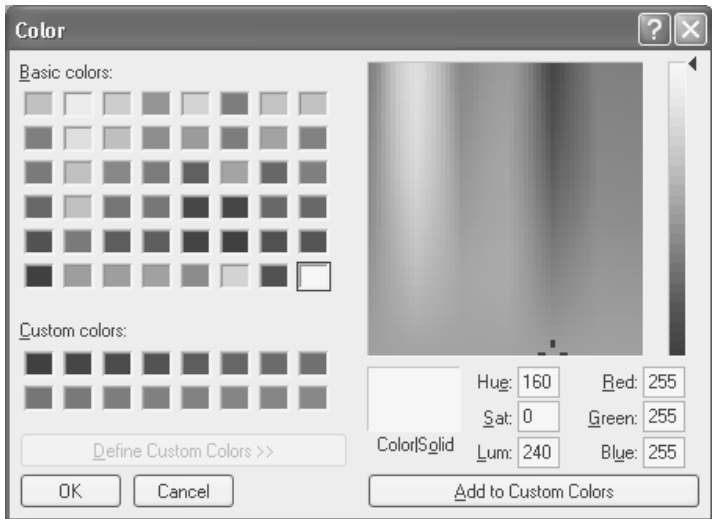 Color
Basic colors:
Custom colors:
Define Custom Colors >>
OK Cancel
Color|Solid
Hue: 160 Red: 255
Sat: 0 Green: 255
Lum: 240 Blue: 255
Add to Custom Colors